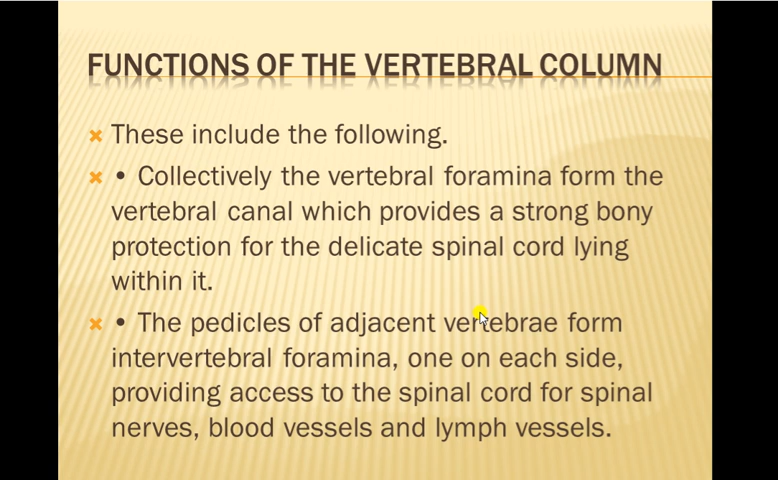 FUNCTIONS OF THE VERTEBRAL COLUMN
These include the following.
• Collectively the vertebral foramina form the
vertebral canal which provides a strong bony
protection for the delicate spinal cord lying
within it.
• The pedicles of adjacent vertebrae form
intervertebral foramina, one on each side,
providing access to the spinal cord for spinal
nerves, blood vessels and lymph vessels.